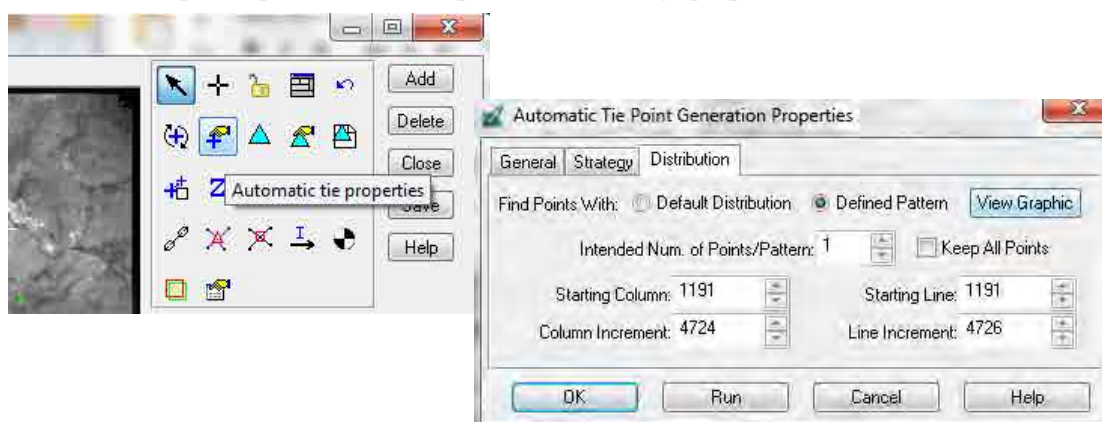 Add
Delete
Close
Z
Automatic tie properties
Save
I
Help
Automatic Tie Point Generation Properties
General Strategy Distribution
Find Points With: Default Distribution Defined Pattern View Graphic
Intended Num. of Points/Pattern: 1 Keep All Points
Starting Column: 1191 Starting Line: 1191
Column Increment: 4724 Line Increment: 4726
OK Run Cancel Help